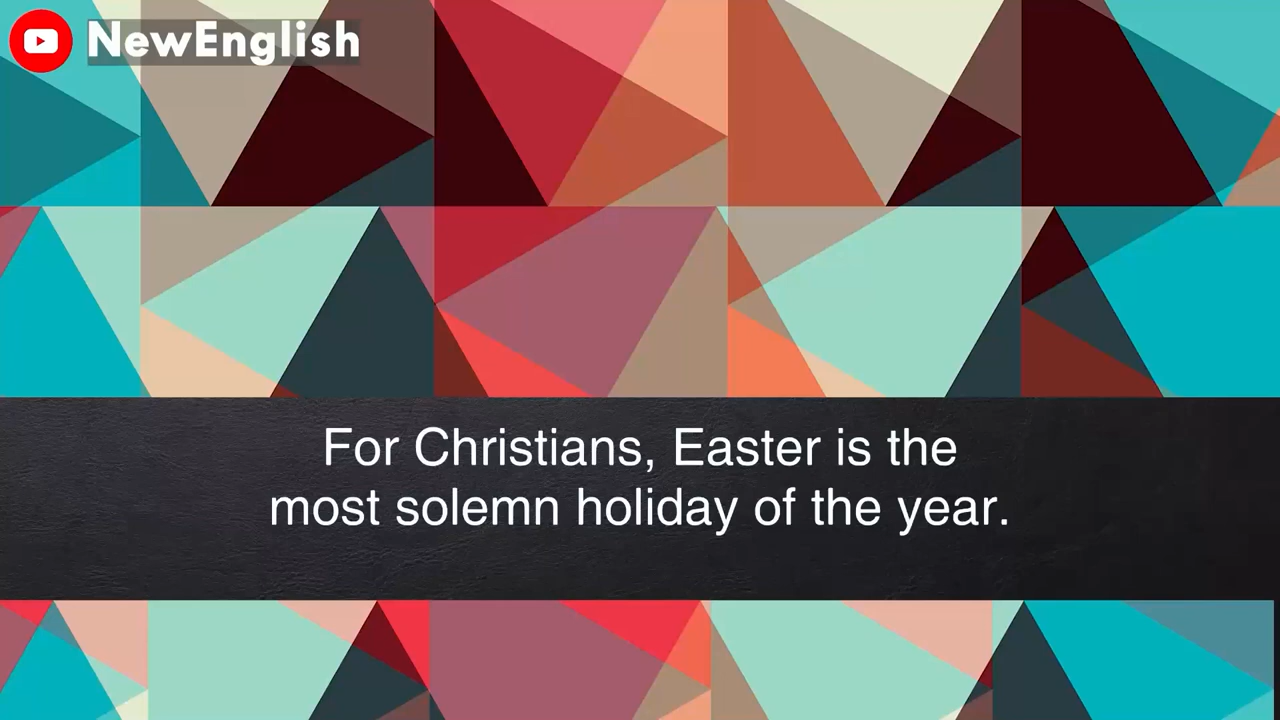 NewEnglish
For Christians, Easter is the
most solemn holiday of the year.